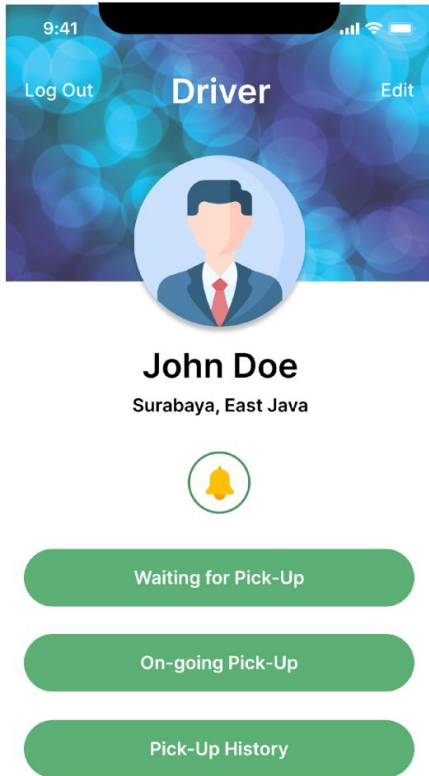 9:41
Log Out Driver Edit
John Doe
Surabaya, East Java
Waiting for Pick-Up
On-going Pick-Up
Pick-Up History